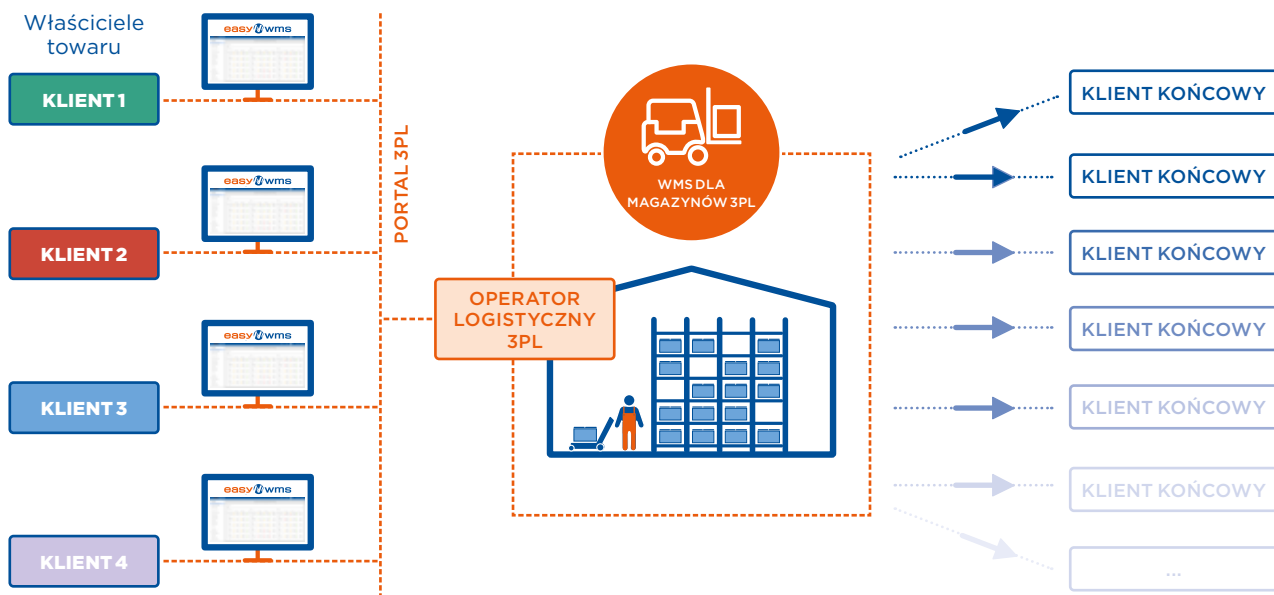 Właściciele
towaru
easy wms
KLIENT 1
easy wms
KLIENT 2
easy wms
KLIENT 3
easy wms
KLIENT 4
PORTAL 3PL
WMS DLA
MAGAZYNÓW 3PL
OPERATOR
LOGISTYCZNY
3PL
KLIENT KOŃCOWY
KLIENT KOŃCOWY
KLIENT KOŃCOWY
KLIENT KOŃCOWY
KLIENT KOŃCOWY
KLIENT KOŃCOWY
...